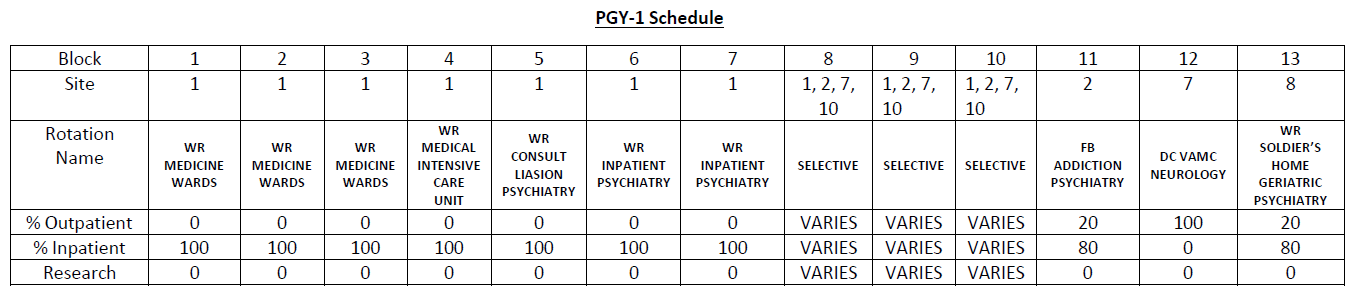 PGY-1 Schedule
Block 1 2 3 4 5 6 7 8 9 10 11 12 13
Site 1 1 1 1 1 1 1 1, 2, 7, 10 1, 2, 7, 10 1, 2, 7, 10 2 7 8
Rotation Name WR MEDICINE WARDS WR MEDICINE WARDS WR MEDICINE WARDS WR MEDICAL INTENSIVE CARE UNIT WR CONSULT LIASION PSYCHIATRY WR INPATIENT PSYCHIATRY WR INPATIENT PSYCHIATRY SELECTIVE SELECTIVE SELECTIVE FB ADDICTION PSYCHIATRY DC VAMC NEUROLOGY WR SOLDIER'S HOME GERIATRIC PSYCHIATRY
% Outpatient 0 0 0 0 0 0 0 VARIES VARIES VARIES 20 100 20
% Inpatient 100 100 100 100 100 100 100 VARIES VARIES VARIES 80 0 80
Research 0 0 0 0 0 0 0 VARIES VARIES VARIES 0 0 0